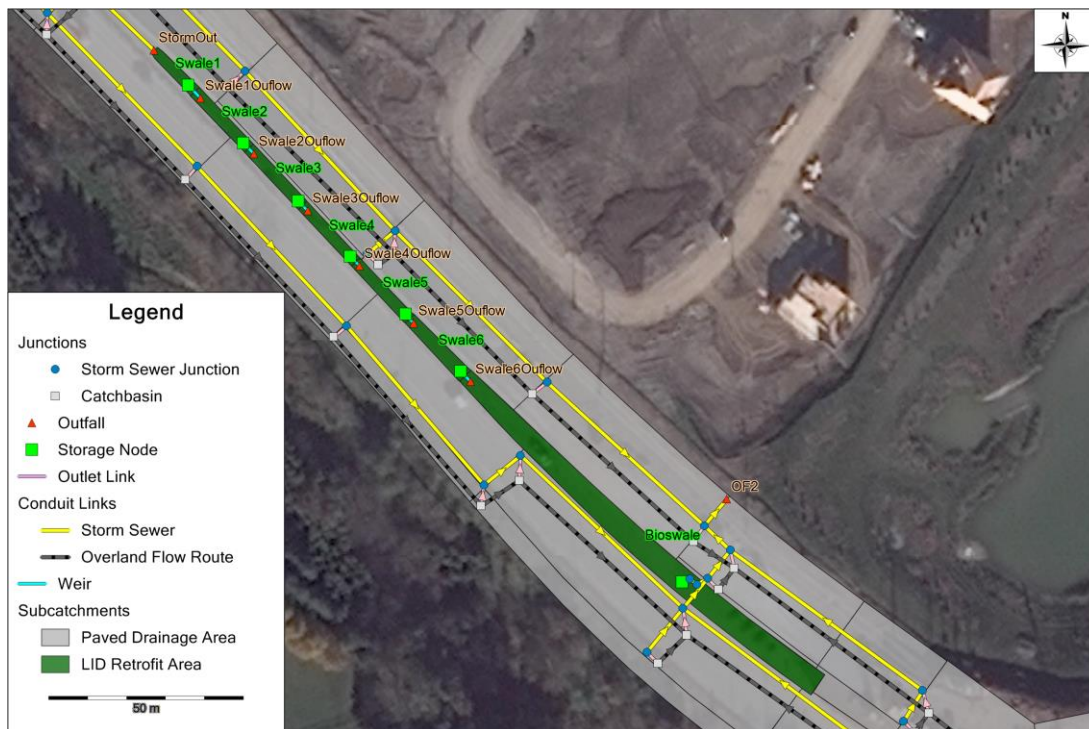 N
StormOut
Swale1
Swale1Ouflow
Swale2
Swale2Ouflow
Swale3
Swale3Ouflow
Swale4
Swale4Ouflow
Swale5
Swale5Ouflow
Swale6
Swale6Ouflow
OF2
Bioswale
Legend
Junctions
Storm Sewer Junction
Catchbasin
Outfall
Storage Node
Outlet Link
Conduit Links
Storm Sewer
Overland Flow Route
Weir
Subcatchments
Paved Drainage Area
LID Retrofit Area
50 m